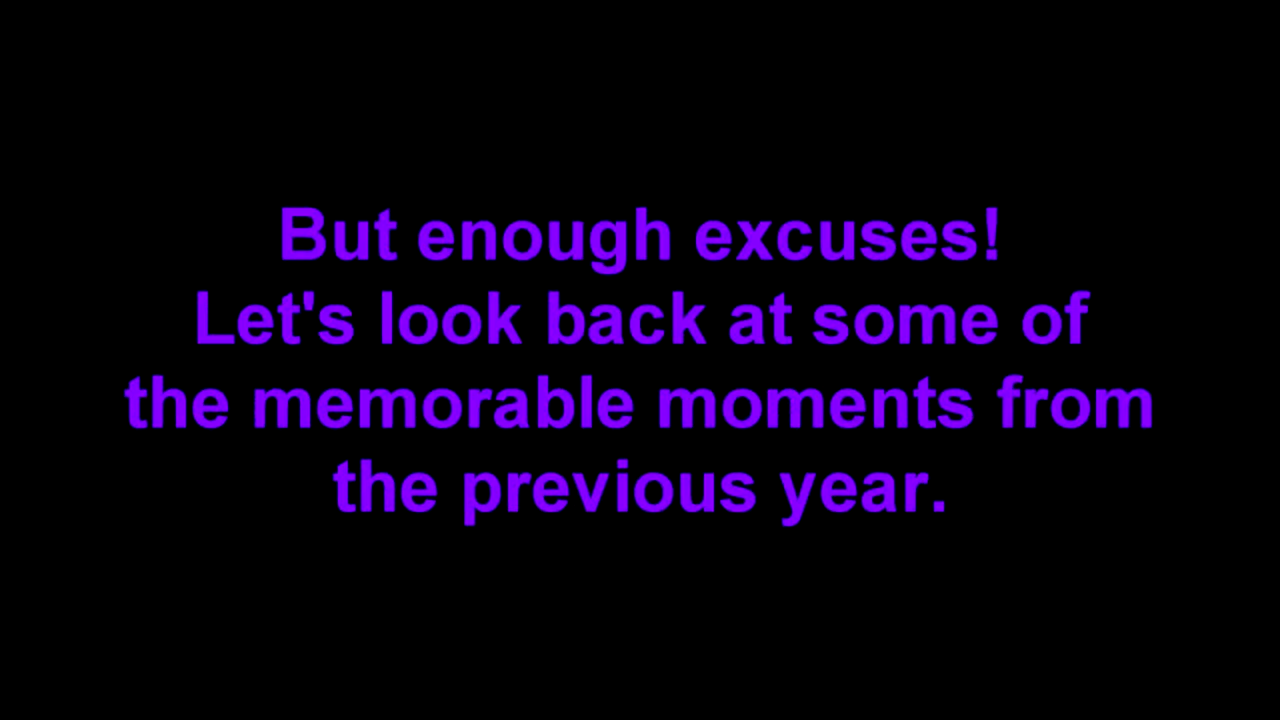 But enough excuses!
Let's look back at some of
the memorable moments from
the previous year.